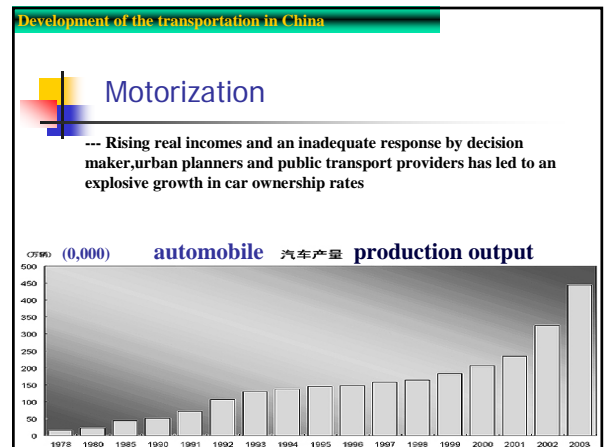 Development of the transportation in China
Motorization
--- Rising real incomes and an inadequate response by decision
maker,urban planners and public transport providers has led to an
explosive growth in car ownership rates
(万辆) (0,000) automobile 汽车产量 production output
500
450
400
350
300
250
200
150
100
50
0
1978 1980 1985 1990 1991 1992 1993 1994 1995 1996 1997 1998 1999 2000 2001 2002 2003